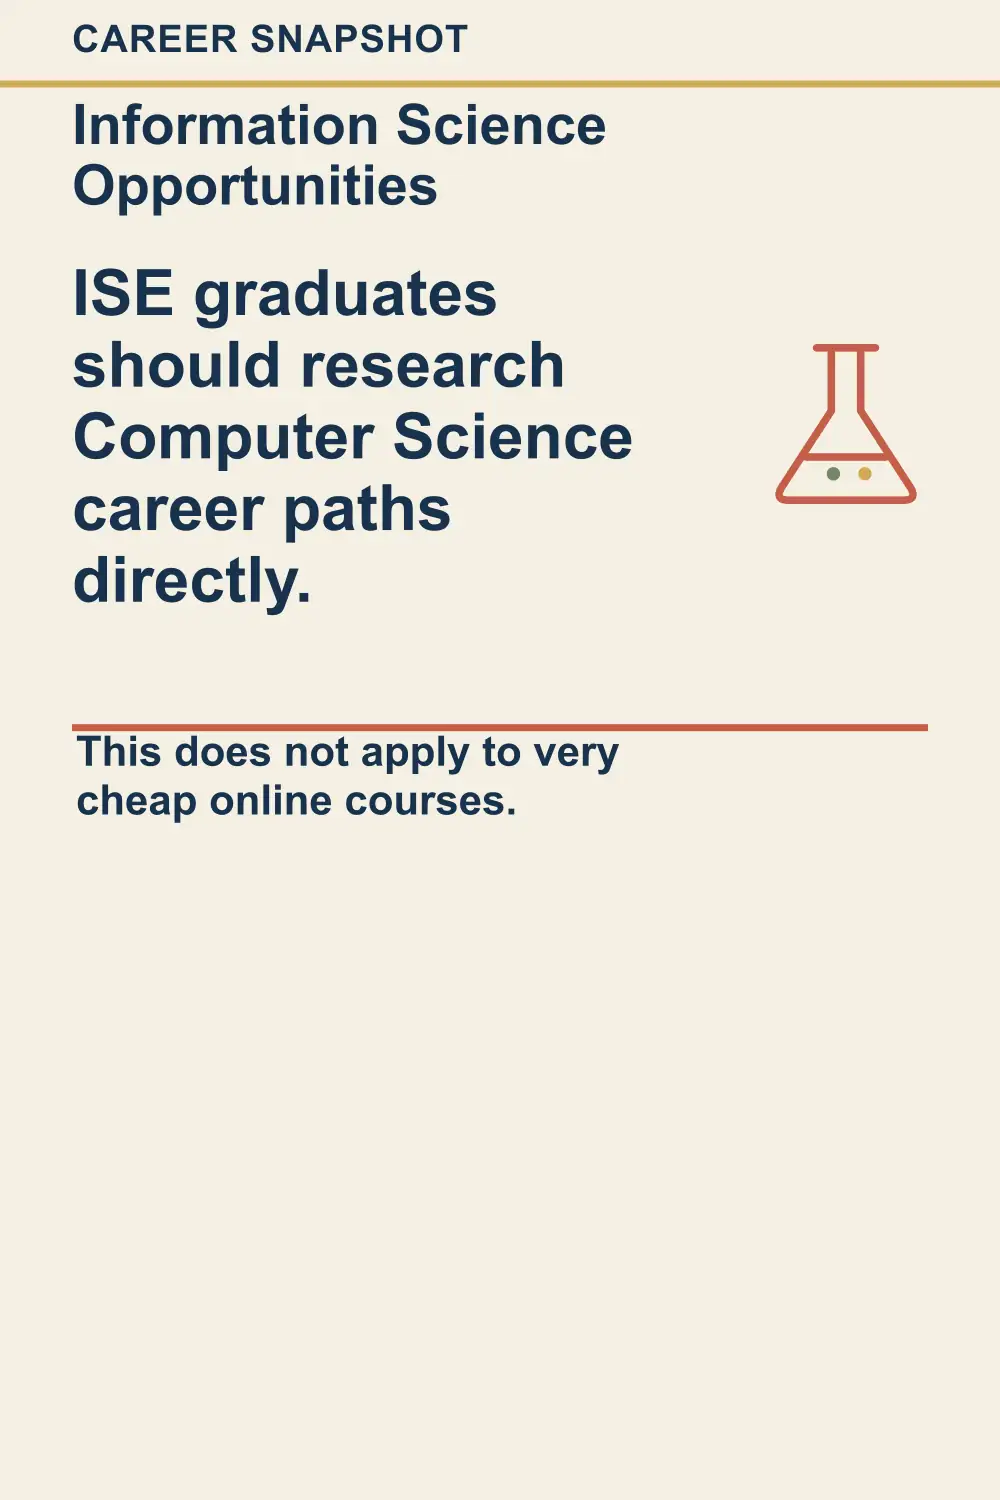 CAREER SNAPSHOT
Information Science
Opportunities
ISE graduates
should research
Computer Science
career paths
directly.
This does not apply to very
cheap online courses.